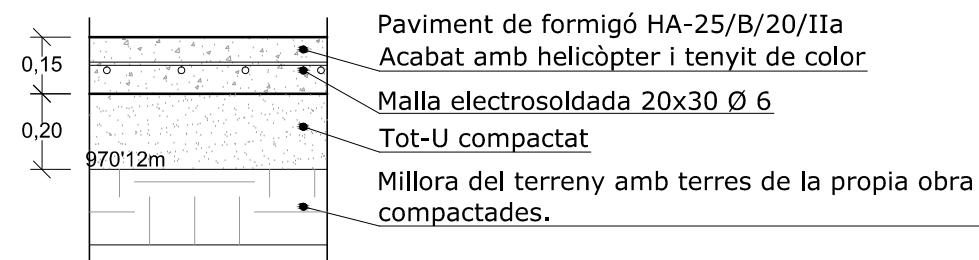 Paviment de formigó HA-25/B/20/IIa
Acabat amb helicòpter i tenyit de color
0,15
Malla electrosoldada 20x30 Ø 6
0,20
Tot-U compactat
970'12m
Millora del terreny amb terres de la propia obra
compactades.